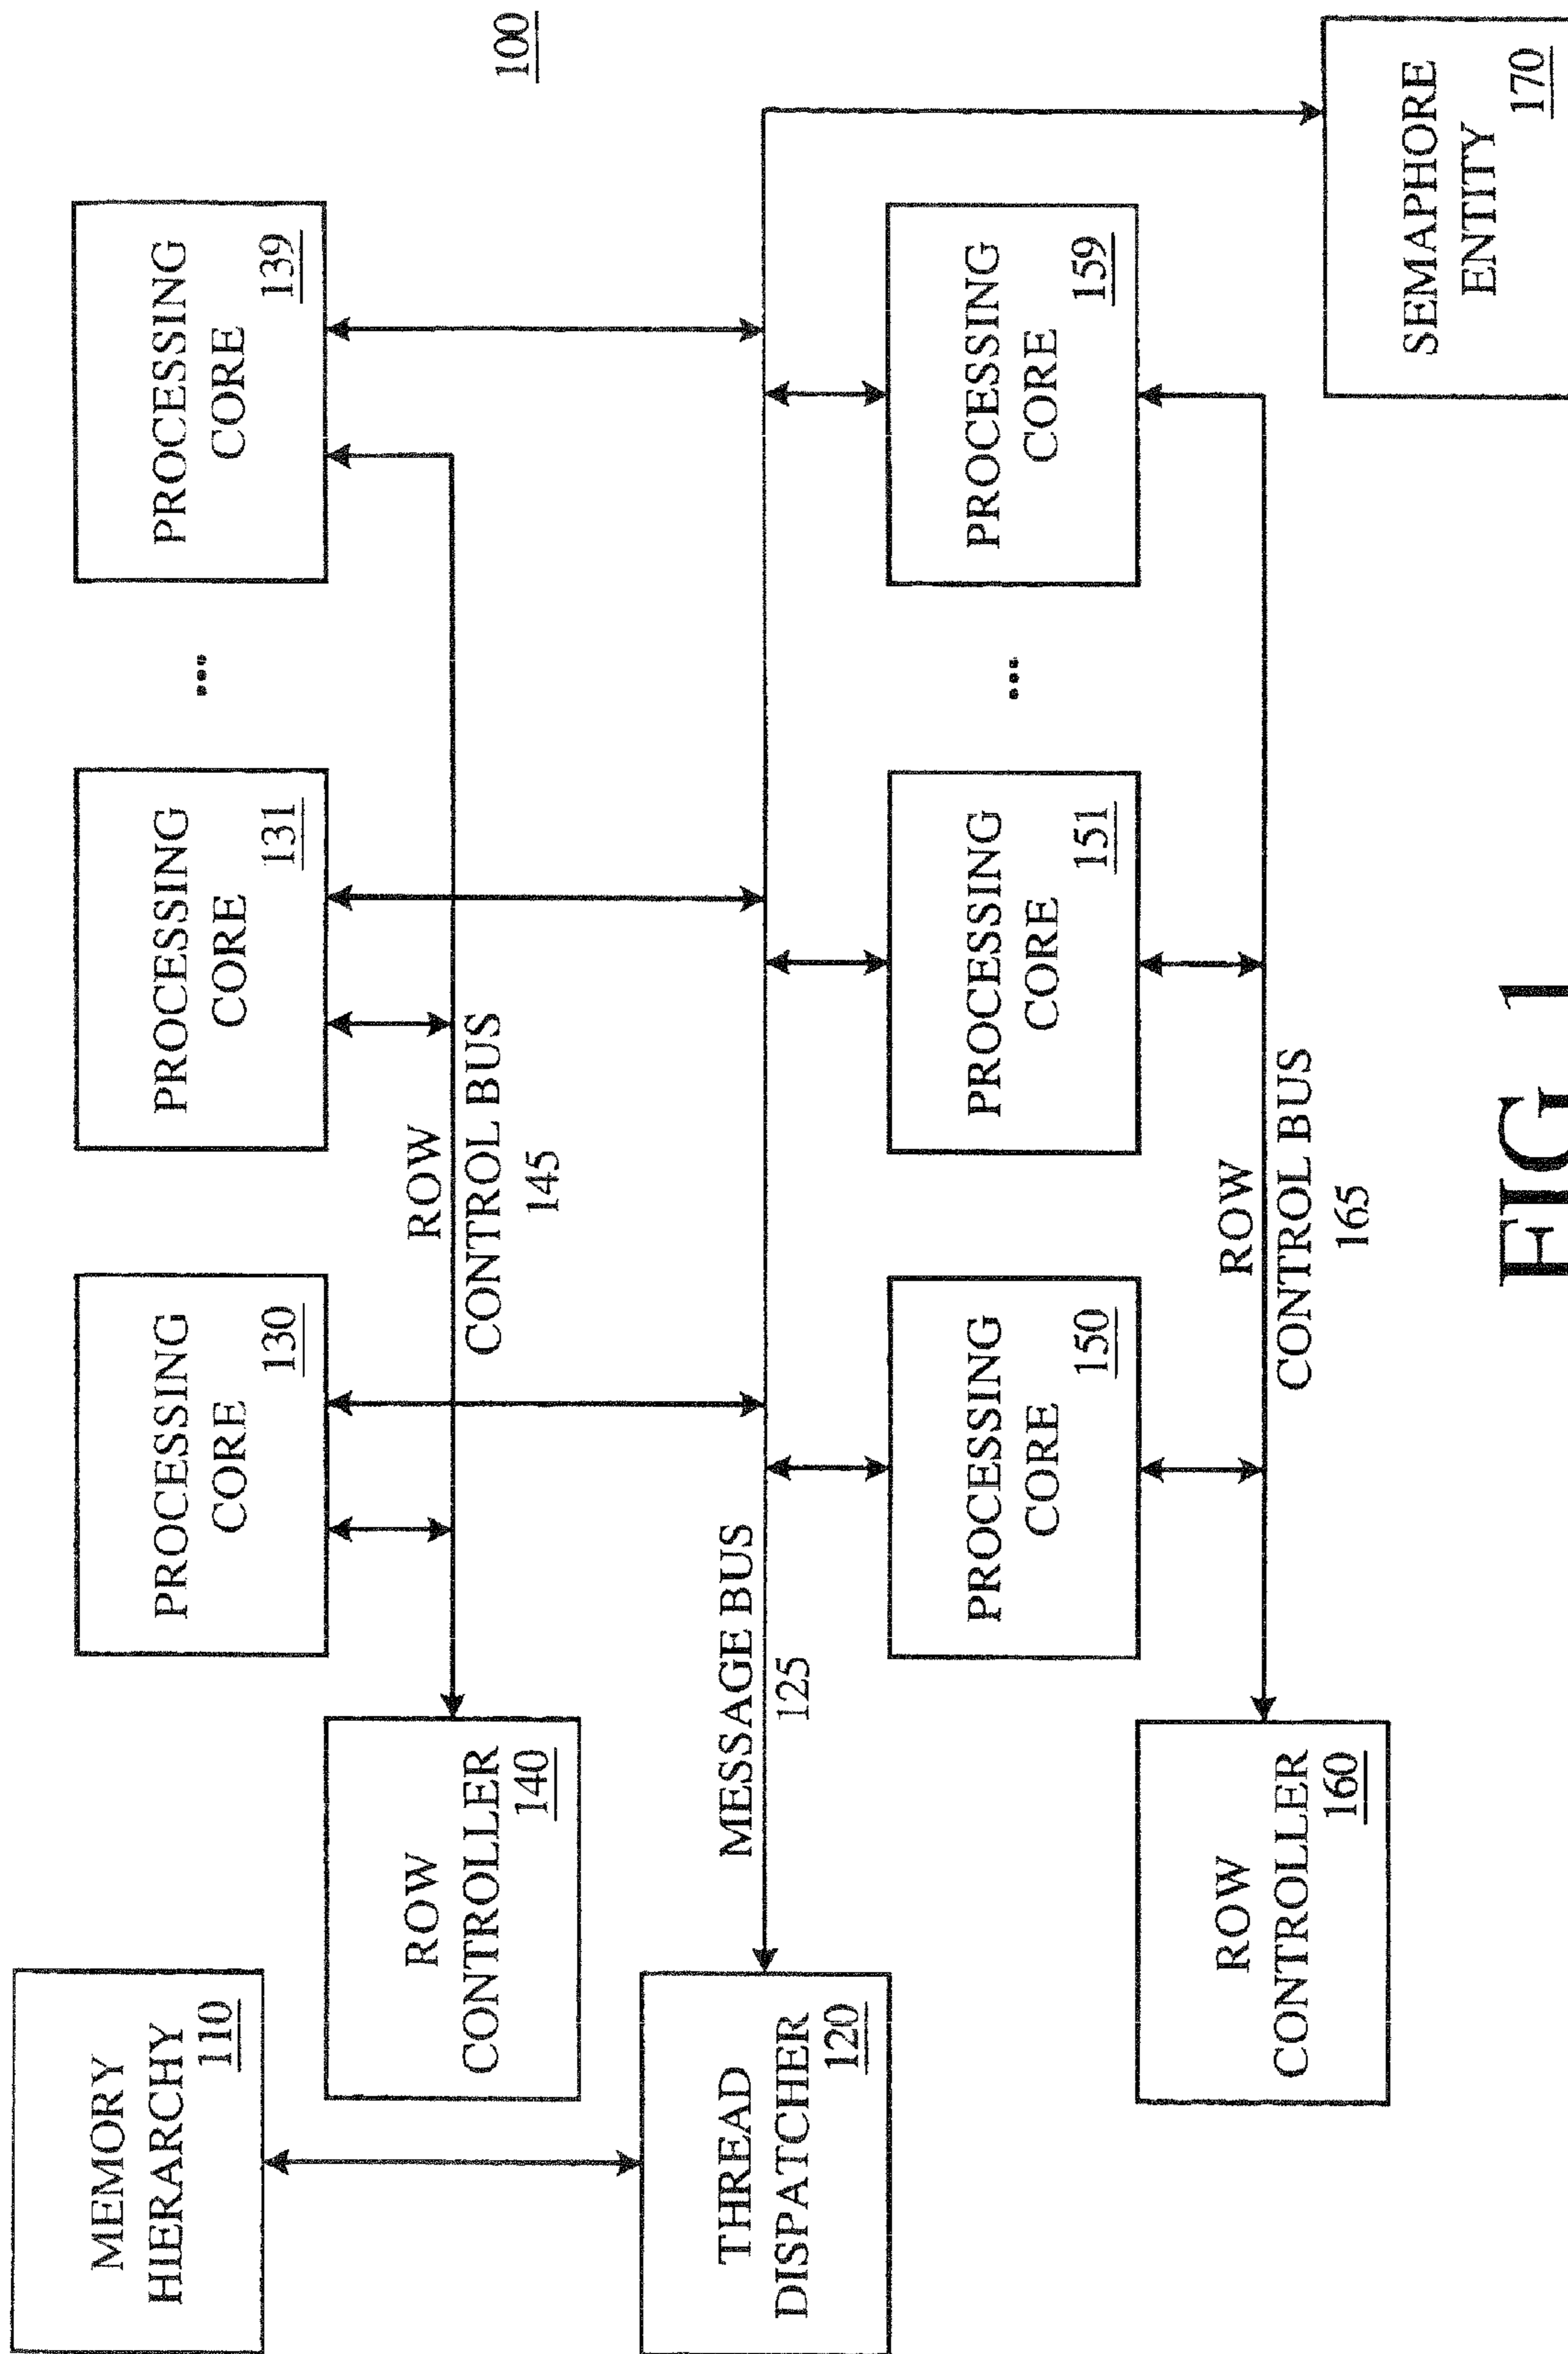 100
MEMORY
HIERARCHY
110
PROCESSING
CORE
130
PROCESSING
CORE
131
...
PROCESSING
CORE
139
ROW
CONTROLLER
140
ROW
CONTROL BUS
145
THREAD
DISPATCHER
120
MESSAGE BUS
125
PROCESSING
CORE
150
PROCESSING
CORE
151
...
PROCESSING
CORE
159
ROW
CONTROLLER
160
ROW
CONTROL BUS
165
SEMAPHORE
ENTITY
170
FIG 1